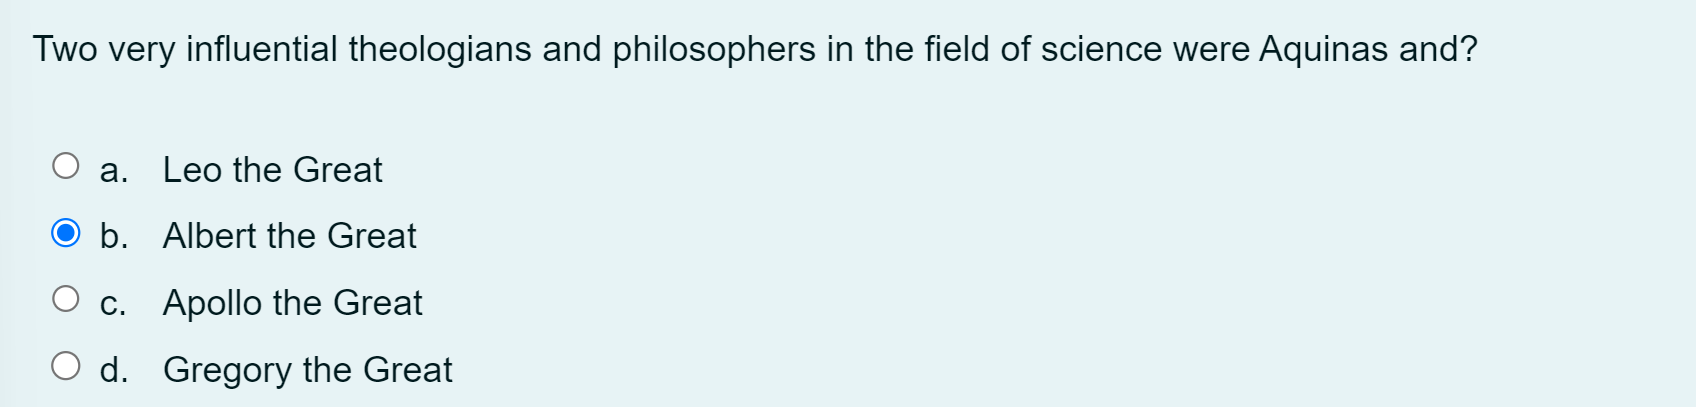 Two very influential theologians and philosophers in the field of science were Aquinas and?
a. Leo the Great
b. Albert the Great
c. Apollo the Great
d. Gregory the Great